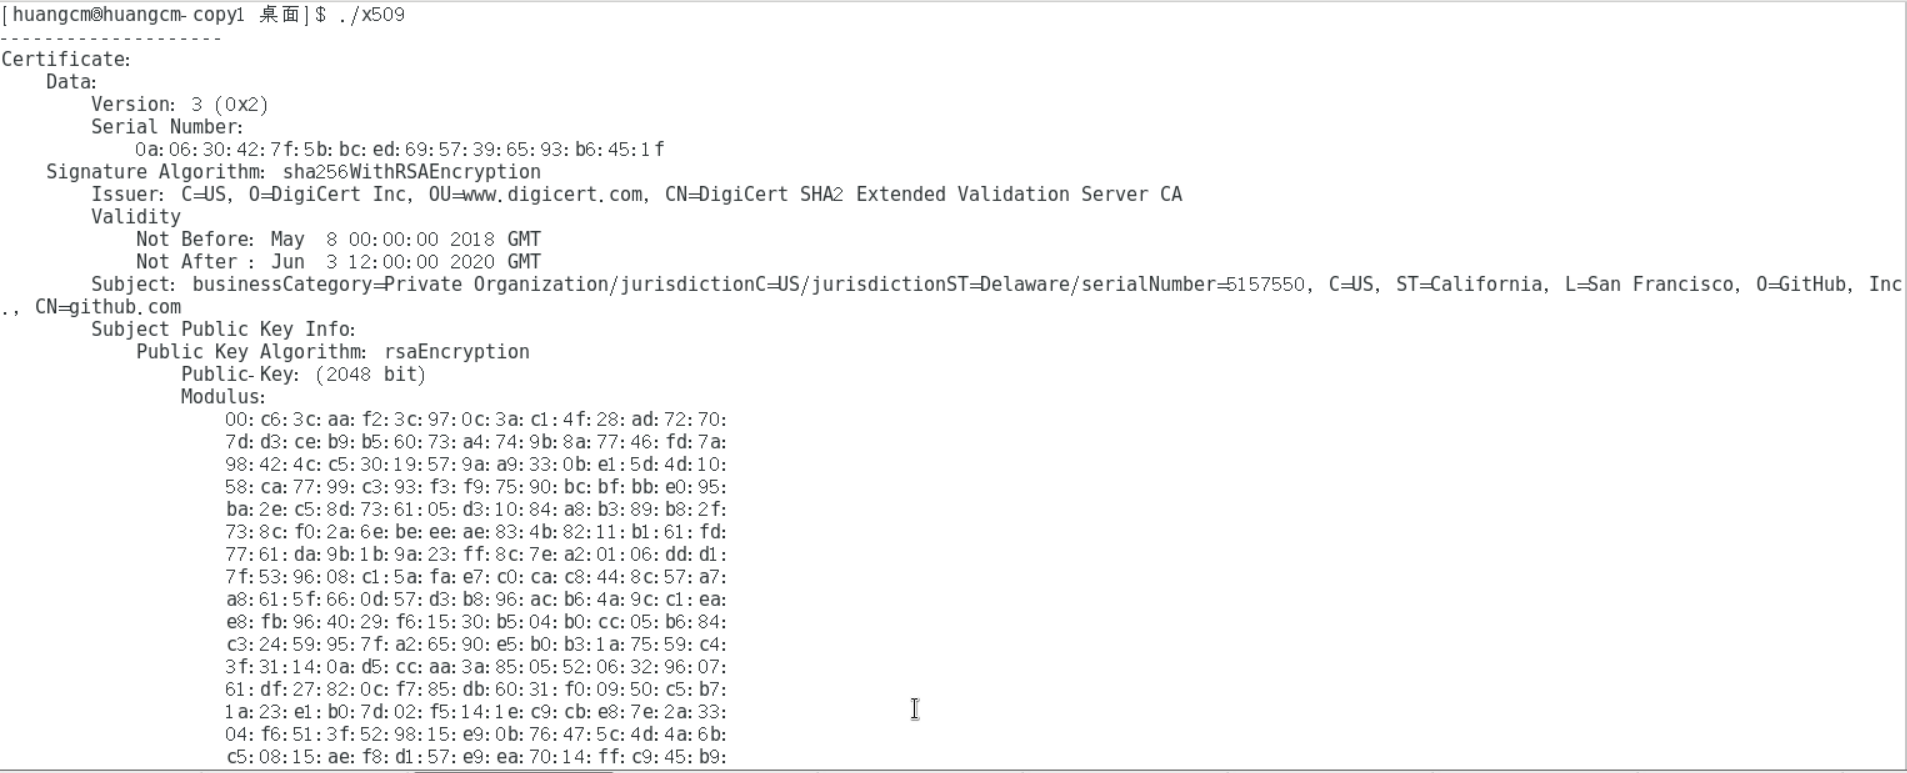 [huangcm@huangcm-copy1 桌面]$ ./x509
--------------------
Certificate:
    Data:
        Version: 3 (0x2)
        Serial Number:
            0a:06:30:42:7f:5b:bc:ed:69:57:39:65:93:b6:45:1f
    Signature Algorithm: sha256WithRSAEncryption
        Issuer: C=US, O=DigiCert Inc, OU=www.digicert.com, CN=DigiCert SHA2 Extended Validation Server CA
        Validity
            Not Before: May  8 00:00:00 2018 GMT
            Not After : Jun  3 12:00:00 2020 GMT
        Subject: businessCategory=Private Organization/jurisdictionC=US/jurisdictionST=Delaware/serialNumber=5157550, C=US, ST=California, L=San Francisco, O=GitHub, Inc
., CN=github.com
        Subject Public Key Info:
            Public Key Algorithm: rsaEncryption
                Public-Key: (2048 bit)
                Modulus:
                    00:c6:3c:aa:f2:3c:97:0c:3a:c1:4f:28:ad:72:70:
                    7d:d3:ce:b9:b5:60:73:a4:74:9b:8a:77:46:fd:7a:
                    98:42:4c:c5:30:19:57:9a:a9:33:0b:e1:5d:4d:10:
                    58:ca:77:99:c3:93:f3:f9:75:90:bc:bf:bb:e0:95:
                    ba:2e:c5:8d:73:61:05:d3:10:84:a8:b3:89:b8:2f:
                    73:8c:f0:2a:6e:be:ee:ae:83:4b:82:11:b1:61:fd:
                    77:61:da:9b:1b:9a:23:ff:8c:7e:a2:01:06:dd:d1:
                    7f:53:96:08:c1:5a:fa:e7:c0:ca:c8:44:8c:57:a7:
                    a8:61:5f:66:0d:57:d3:b8:96:ac:b6:4a:9c:c1:ea:
                    e8:fb:96:40:29:f6:15:30:b5:04:b0:cc:05:b6:84:
                    c3:24:59:95:7f:a2:65:90:e5:b0:b3:1a:75:59:c4:
                    3f:31:14:0a:d5:cc:aa:3a:85:05:52:06:32:96:07:
                    61:df:27:82:0c:f7:85:db:60:31:f0:09:50:c5:b7:
                    1a:23:e1:b0:7d:02:f5:14:1e:c9:cb:e8:7e:2a:33:
                    04:f6:51:3f:52:98:15:e9:0b:76:47:5c:4d:4a:6b:
                    c5:08:15:ae:f8:d1:57:e9:ea:70:14:ff:c9:45:b9: